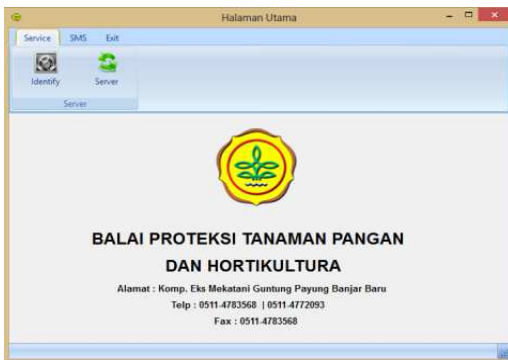 Halaman Utama
Service SMS Exit
Identify Server
Server
BALAI PROTEKSI TANAMAN PANGAN
DAN HORTIKULTURA
Alamat : Komp. Eks Mekatani Guntung Payung Banjar Baru
Telp : 0511-4783568 | 0511-4772093
Fax : 0511-4783568